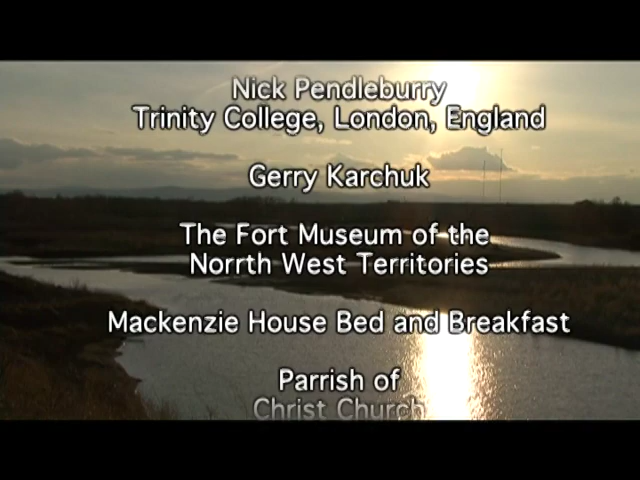 Nick Pendleburry
Trinity College, London, England
Gerry Karchuk
The Fort Museum of the
Norrth West Territories
Mackenzie House Bed and Breakfast
Parrish of
Christ Church